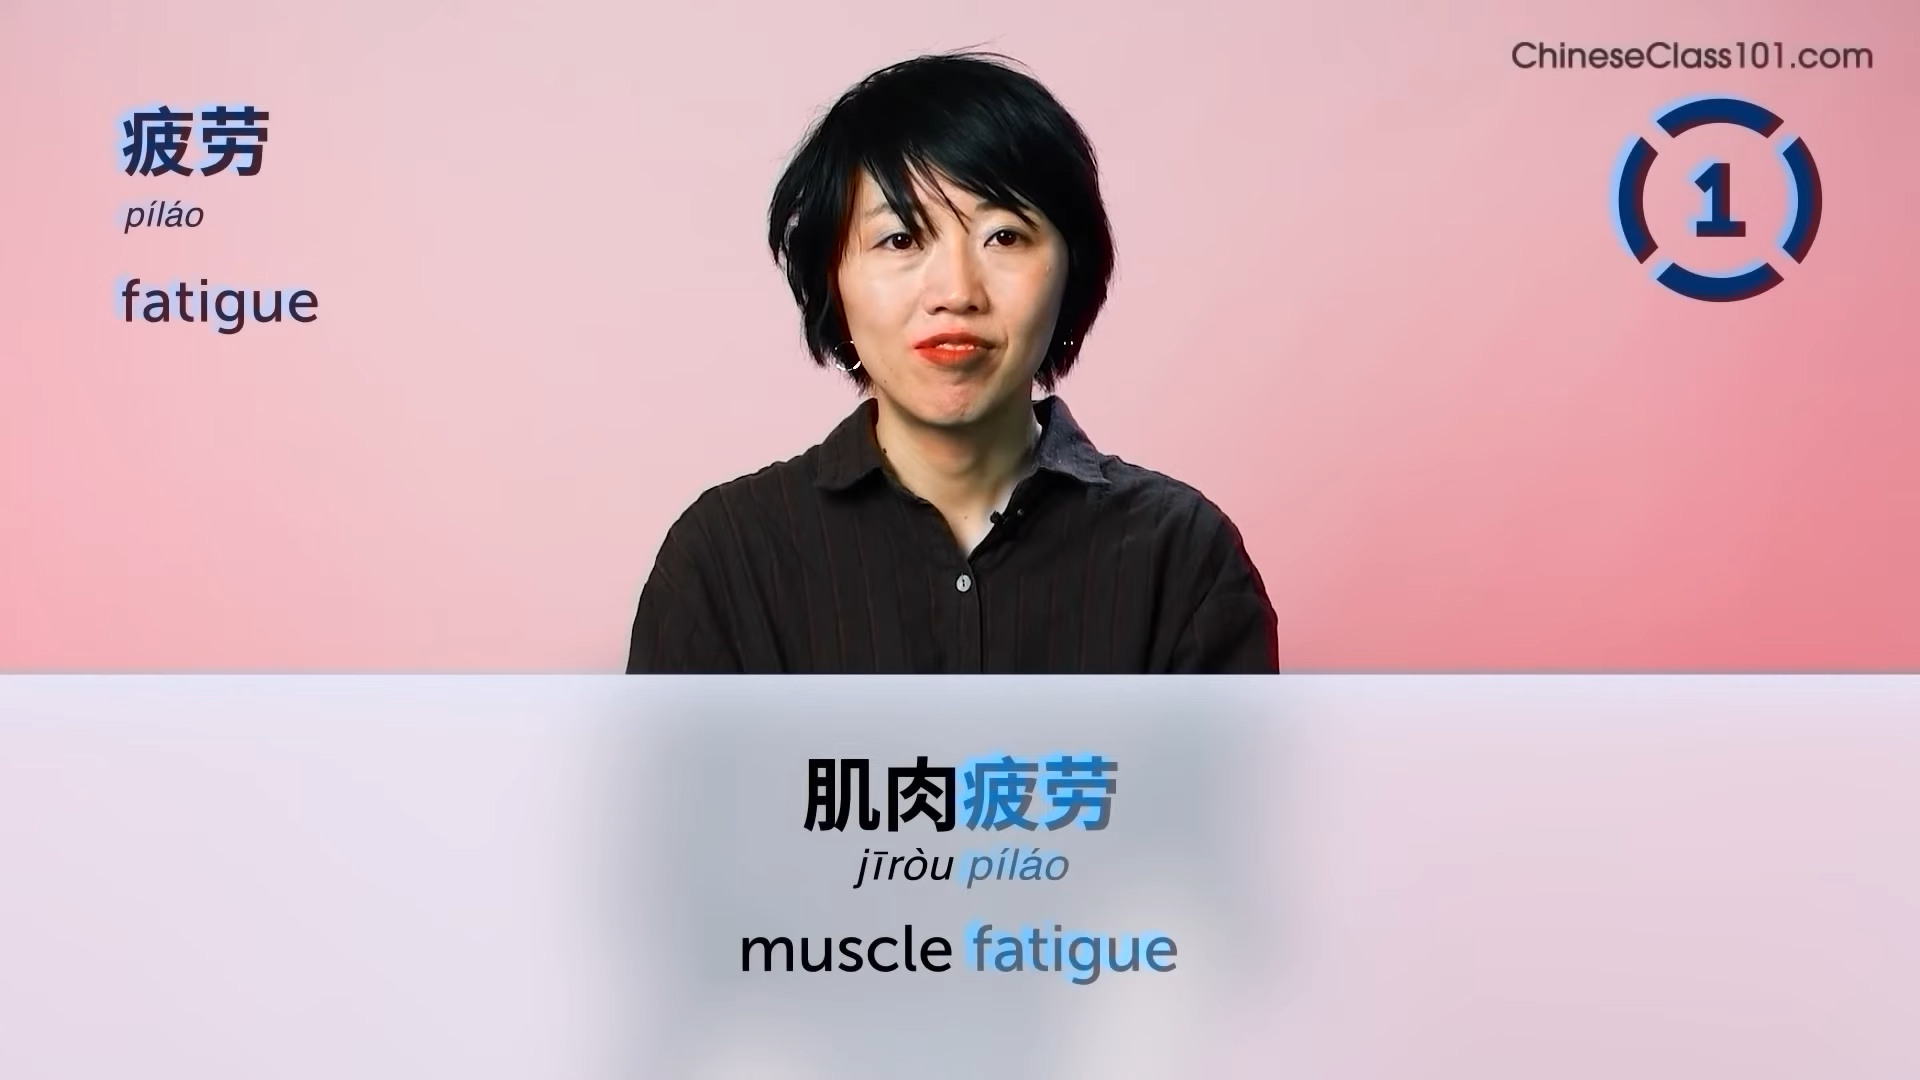 ChineseClass101.com
疲劳
píláo
fatigue
1
肌肉疲劳
jīròu píláo
muscle fatigue